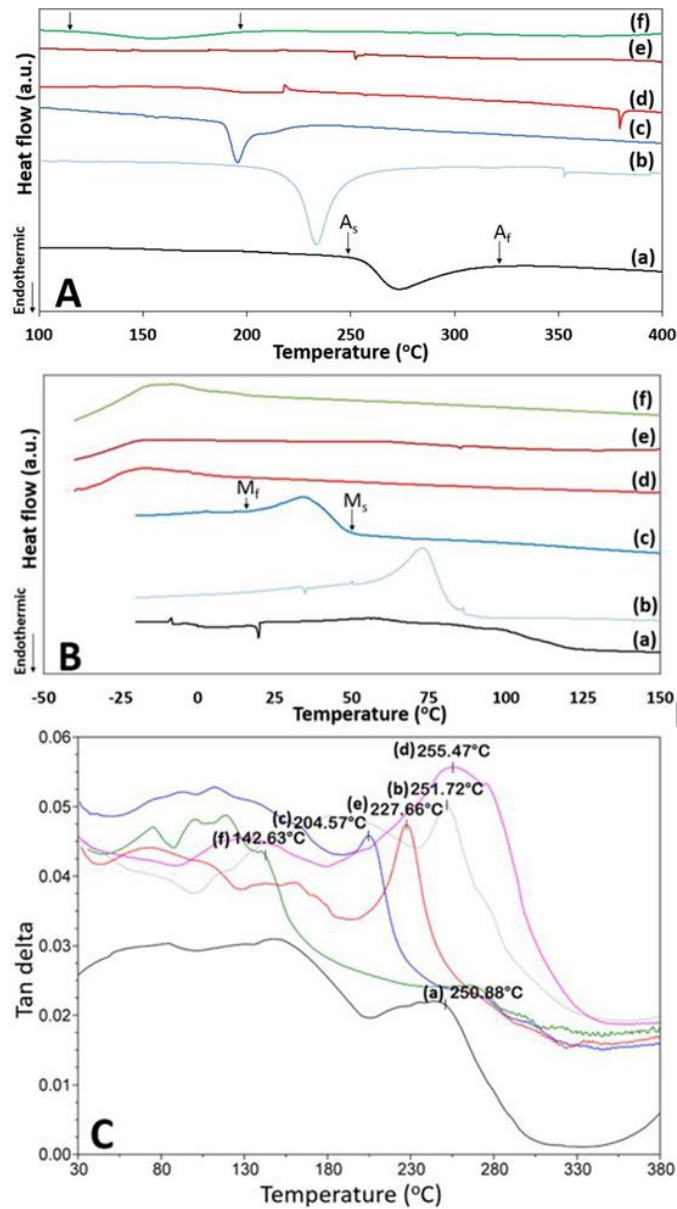 (f)
(e)
(d)
(c)
(b)
As
Af
(a)
Heat flow (a.u.)
Endothermic
A
100 150 200 250 300 350 400
Temperature (°C)
(f)
(e)
(d)
Mf
Ms
(c)
(b)
(a)
Heat flow (a.u.)
Endothermic
B
-50 -25 0 25 50 75 100 125 150
Temperature (°C)
0.06
(d) 255.47°C
(b) 251.72°C
0.05
(e) 227.66°C
(c) 204.57°C
(f) 142.63°C
0.04
0.03
(a) 250.88°C
0.02
0.01
0.00
Tan delta
C
30 80 130 180 230 280 330 380
Temperature (°C)